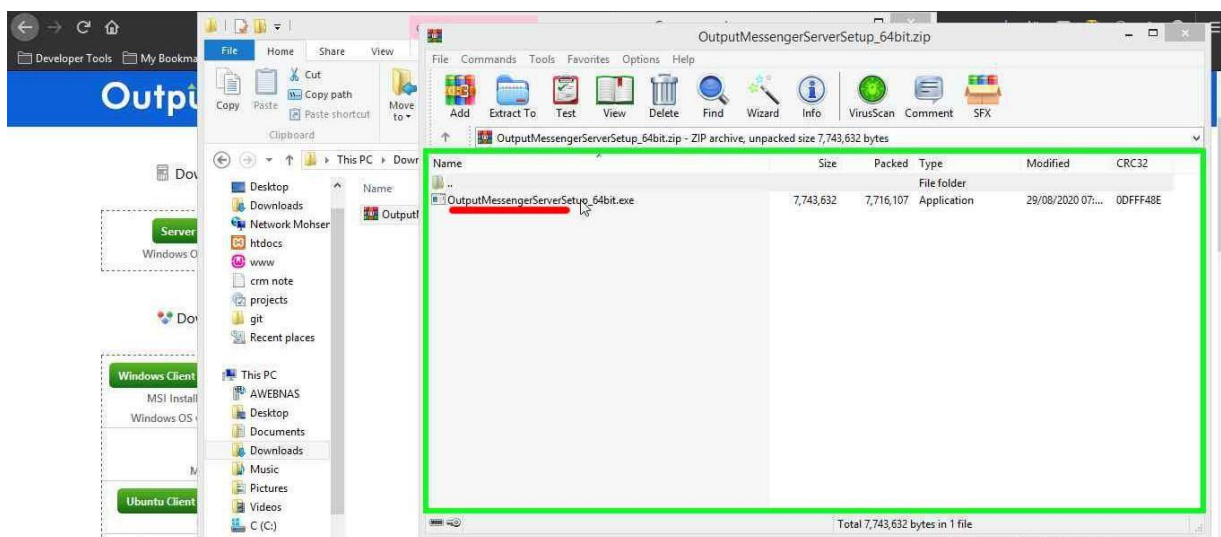 OutputMessengerServerSetup_64bit.zip
Developer Tools
My Bookma
File Home Share View
Copy
Paste
Cut
Copy path
Paste shortcut
Move to
Clipboard
This PC
Name
Desktop
Downloads
Network Mohser
htdocs
www
crm note
projects
git
Recent places
This PC
AWEBNAS
Desktop
Documents
Downloads
Music
Pictures
Videos
C (C:)
Server
Windows O
Windows Client
MSI Install
Windows OS
Ubuntu Client
File Commands Tools Favorites Options Help
Add Extract To Test View Delete Find Wizard Info VirusScan Comment SFX
OutputMessengerServerSetup_64bit.zip - ZIP archive, unpacked size 7,743,632 bytes
Name Size Packed Type Modified CRC32
.. File folder
OutputMessengerServerSetup_64bit.exe 7,743,632 7,716,107 Application 29/08/2020 07:... 0DFFF48E
Total 7,743,632 bytes in 1 file